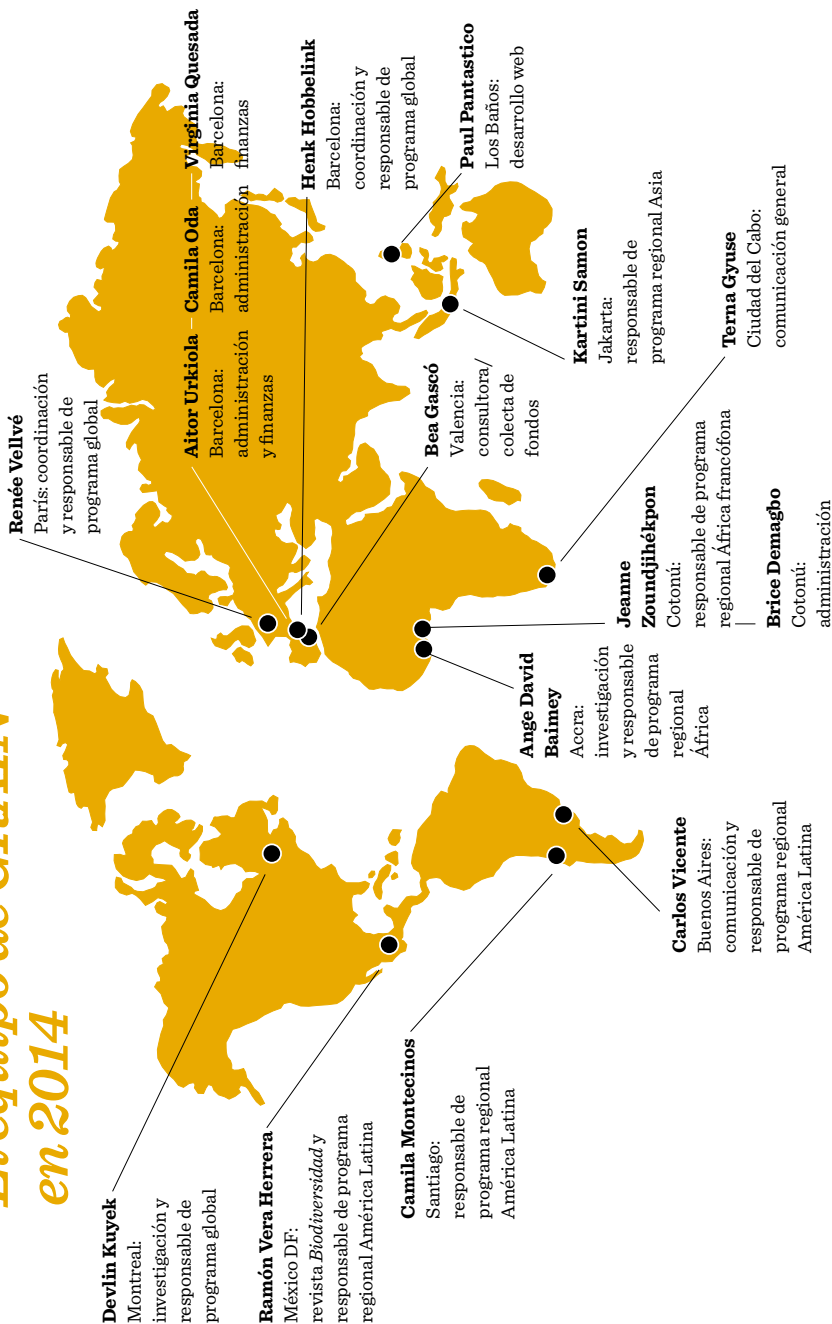 El equipo de GRAIN
en 2014
Devlin Kuyek
Montreal:
investigación y
responsable de
programa global
Ramón Vera Herrera
México DF:
revista Biodiversidad y
responsable de programa
regional América Latina
Camila Montecinos
Santiago:
responsable de
programa regional
América Latina
Carlos Vicente
Buenos Aires:
comunicación y
responsable de
programa regional
América Latina
Renée Vellvé
París: coordinación
y responsable de
programa global
Aitor Urkiola
Barcelona:
administración
y finanzas
Camila Oda
Barcelona:
administración
Virginia Quesada
Barcelona:
finanzas
Henk Hobbelink
Barcelona:
coordinación y
responsable de
programa global
Bea Gascó
Valencia:
consultora/
colecta de
fondos
Paul Pantastico
Los Baños:
desarrollo web
Kartini Samon
Jakarta:
responsable de
programa regional Asia
Ange David
Baimey
Accra:
investigación
y responsable
de programa
regional
África
Jeanne
Zoundjihékpon
Cotonú:
responsable de programa
regional África francófona
Brice Demagbo
Cotonú:
administración
Terna Gyuse
Ciudad del Cabo:
comunicación general